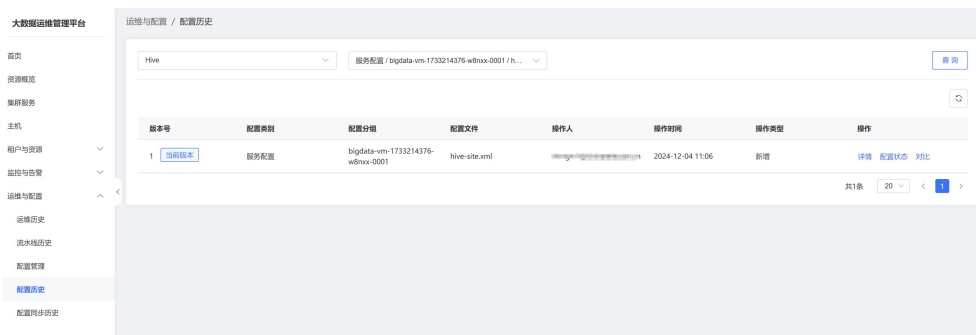 大数据运维管理平台
运维与配置 / 配置历史
首页
资源概览
集群服务
主机
租户与资源
监控与告警
运维与配置
运维历史
流水线历史
配置管理
配置历史
配置同步历史
Hive
服务配置 / bigdata-vm-1733214376-w8nxx-0001 / h...
查询
版本号 配置类别 配置分组 配置文件 操作人 操作时间 操作类型 操作
1 当前版本 服务配置 bigdata-vm-1733214376-w8nxx-0001 hive-site.xml 2024-12-04 11:06 新增 详情 配置状态 对比
共1条 20 < 1 >